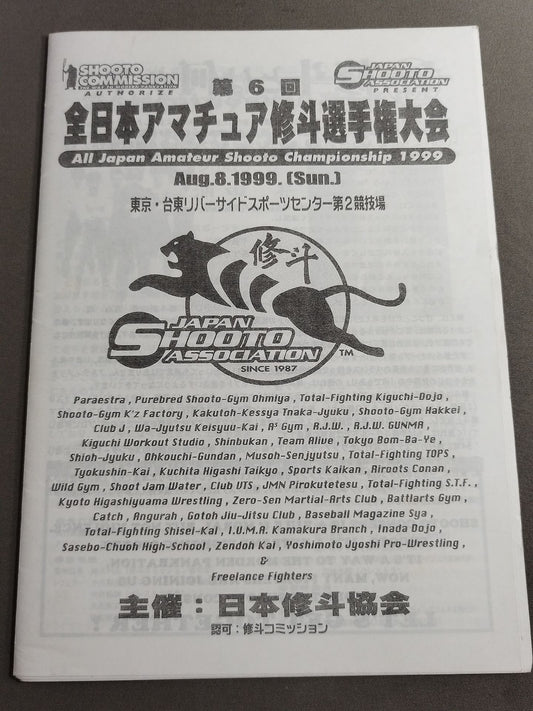 SHOOTO COMMISSION
AUTHORIZE
JAPAN SHOOTO ASSOCIATION
PRESENT
第6回
全日本アマチュア修斗選手権大会
All Japan Amateur Shooto Championship 1999
Aug.8.1999. (Sun.)
東京・台東リバーサイドスポーツセンター第2競技場
修斗
JAPAN
SHOOTO
ASSOCIATION
TM
SINCE 1987
Paraestra , Purebred Shooto-Gym Ohmiya , Total-Fighting Kiguchi-Dojo ,
Shooto-Gym K'z Factory , Kakutoh-Kessya Tnaka-Jyuku , Shooto-Gym Hakkei ,
Club J , Wa-Jyutsu Keisyuu-Kai , A³ Gym , R.J.W. , R.J.W. GUNMA ,
Kiguchi Workout Studio , Shinbukan , Team Alive , Tokyo Bom-Ba-Ye ,
Shioh-Jyuku , Ohkouchi-Gundan , Musoh-Senjyutsu , Total-Fighting TOPS ,
Tyokushin-Kai , Kuchita Higashi Taikyo , Sports Kaikan , Airoots Conan ,
Wild Gym , Shoot Jam Water , Club UTS , JMN Pirokutetesu , Total-Fighting S.T.F. ,
Kyoto Higashiyuama Wrestling , Zero-Sen Martial-Arts Club , Battlarts Gym ,
Catch , Angurah , Gotoh Jiu-Jitsu Club , Baseball Magazine Sya ,
Total-Fighting Shisei-Kai , I.U.M.A. Kamakura Branch , Inada Dojo ,
Sasebo-Chuoh High-School , Zendoh Kai , Yoshimoto Jyoshi Pro-Wrestling ,
&
Freelance Fighters
主催：日本修斗協会
認可：修斗コミッション